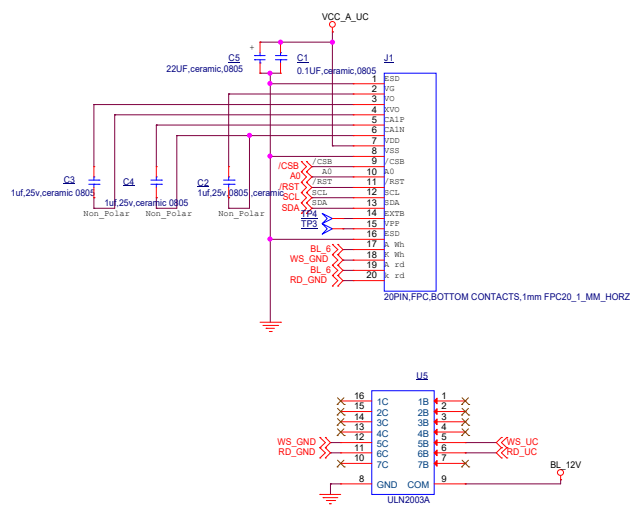 VCC_A_UC
C5
C1
J1
+
22UF,ceramic,0805
0.1UF,ceramic,0805
1 ESD
2 VG
3 VO
4 XVO
5 CA1P
6 CA1N
7 VDD
8 VSS
/CSB /CSB 9 /CSB
A0 A0 10 A0
/RST /RST 11 /RST
SCL SCL 12 SCL
SDA SDA 13 SDA
TP4 14 EXTB
TP3 15 VPP
16 ESD
BL_6 17 A Wh
WS_GND 18 K Wh
BL_6 19 A rd
RD_GND 20 k rd
C3
C4
C2
1uf,25v,ceramic 0805
1uf,25v,ceramic 0805
1uf,25v,0805 ,ceramic
Non_Polar
Non_Polar
Non_Polar
20PIN,FPC,BOTTOM CONTACTS,1mm FPC20_1_MM_HORZ
U5
16 1C 1B 1
15 2C 2B 2
14 3C 3B 3
13 4C 4B 4
WS_GND 12 5C 5B 5 WS_UC
RD_GND 11 6C 6B 6 RD_UC
10 7C 7B 7
BL_12V
8 GND COM 9
ULN2003A